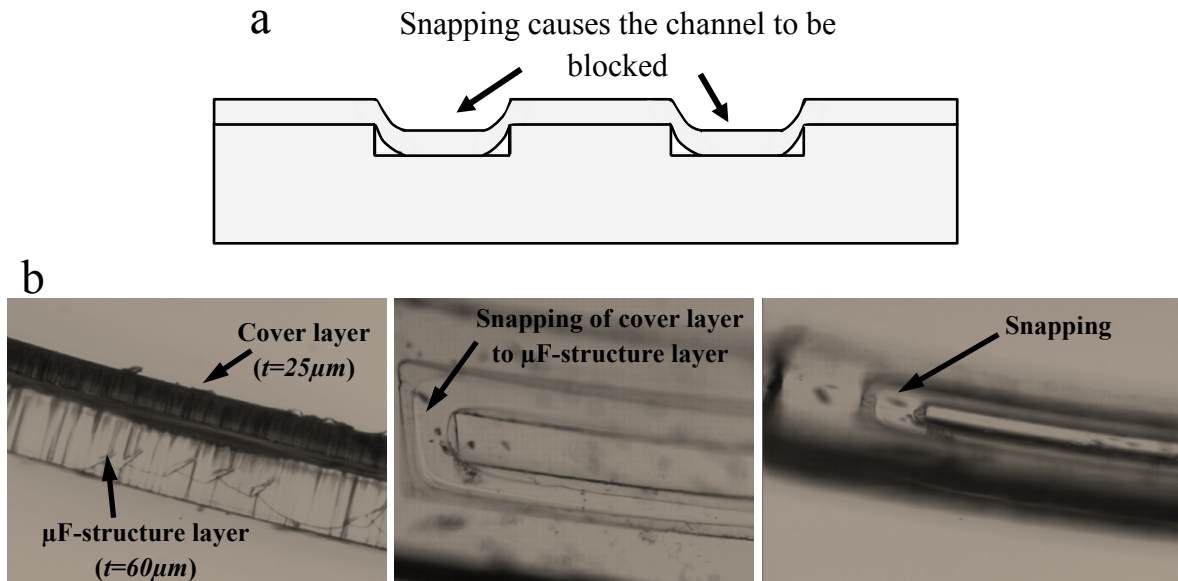 a
Snapping causes the channel to be
blocked
b
Cover layer
(t=25µm)
µF-structure layer
(t=60µm)
Snapping of cover layer
to µF-structure layer
Snapping